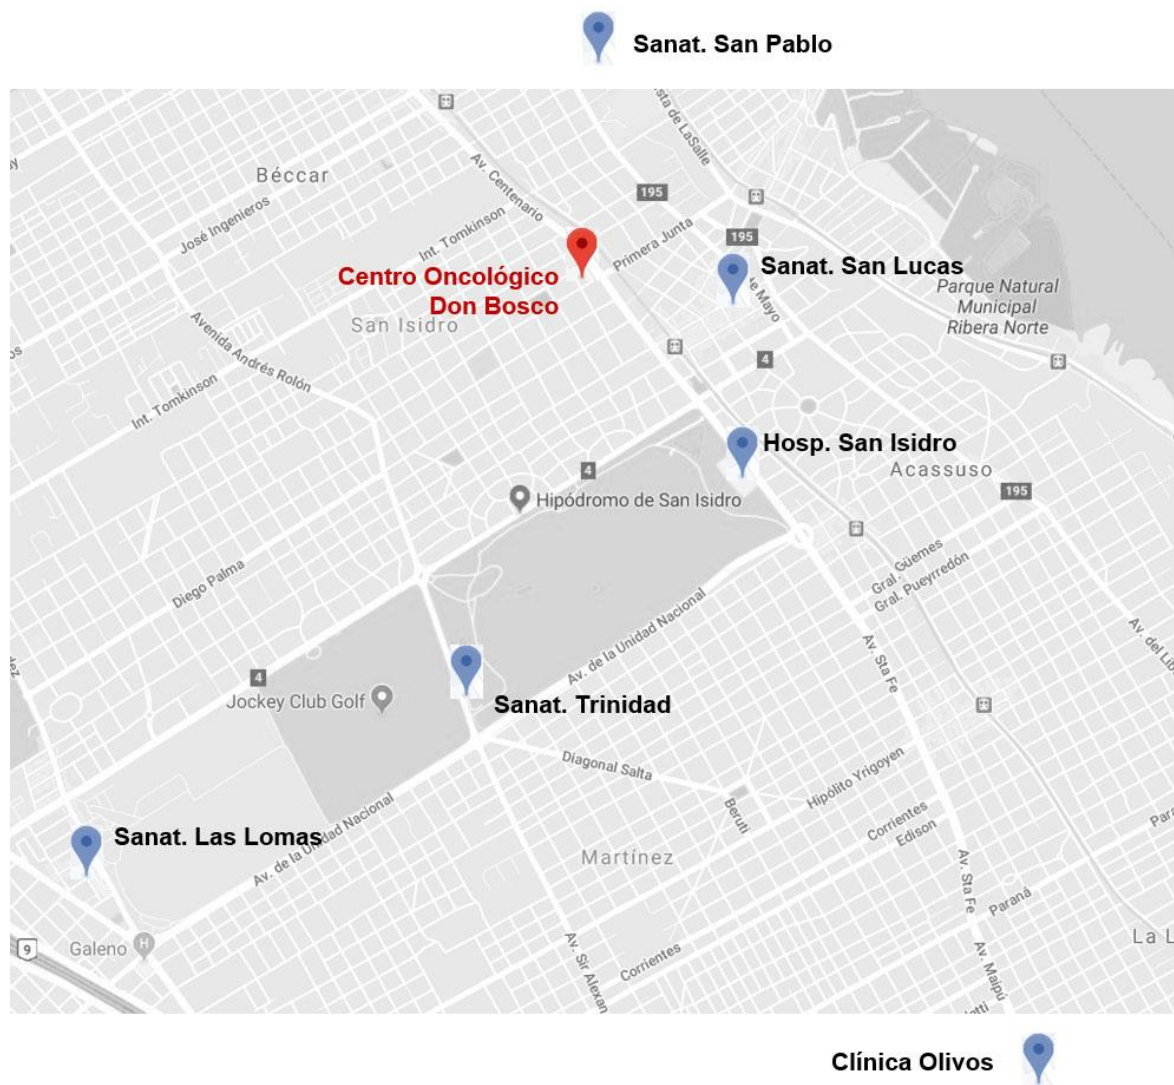 Sanat. San Pablo
Béccar
Av. Centenario
José Ingenieros
Int. Tomkinson
195
Primera Junta
195
Sanat. San Lucas
Centro Oncológico
Don Bosco
Parque Natural
Municipal
Ribera Norte
San Isidro
Avenida Andrés Rolón
4
Int. Tomkinson
Hosp. San Isidro
Acassuso
4
Hipódromo de San Isidro
195
Diego Palma
Gral. Güemes
Gral. Pueyrredón
Av. de la Unidad Nacional
Av. Sta Fe
4
Jockey Club Golf
Sanat. Trinidad
Diagonal Salta
Hipólito Yrigoyen
Beruti
Av. de la Unidad Nacional
Corrientes
Edison
Sanat. Las Lomas
Martínez
Av. Sta Fe
Paraná
Galeno
H
9
Corrientes
Av. Sir Alexan
Av. Maipú
La L
Clínica Olivos